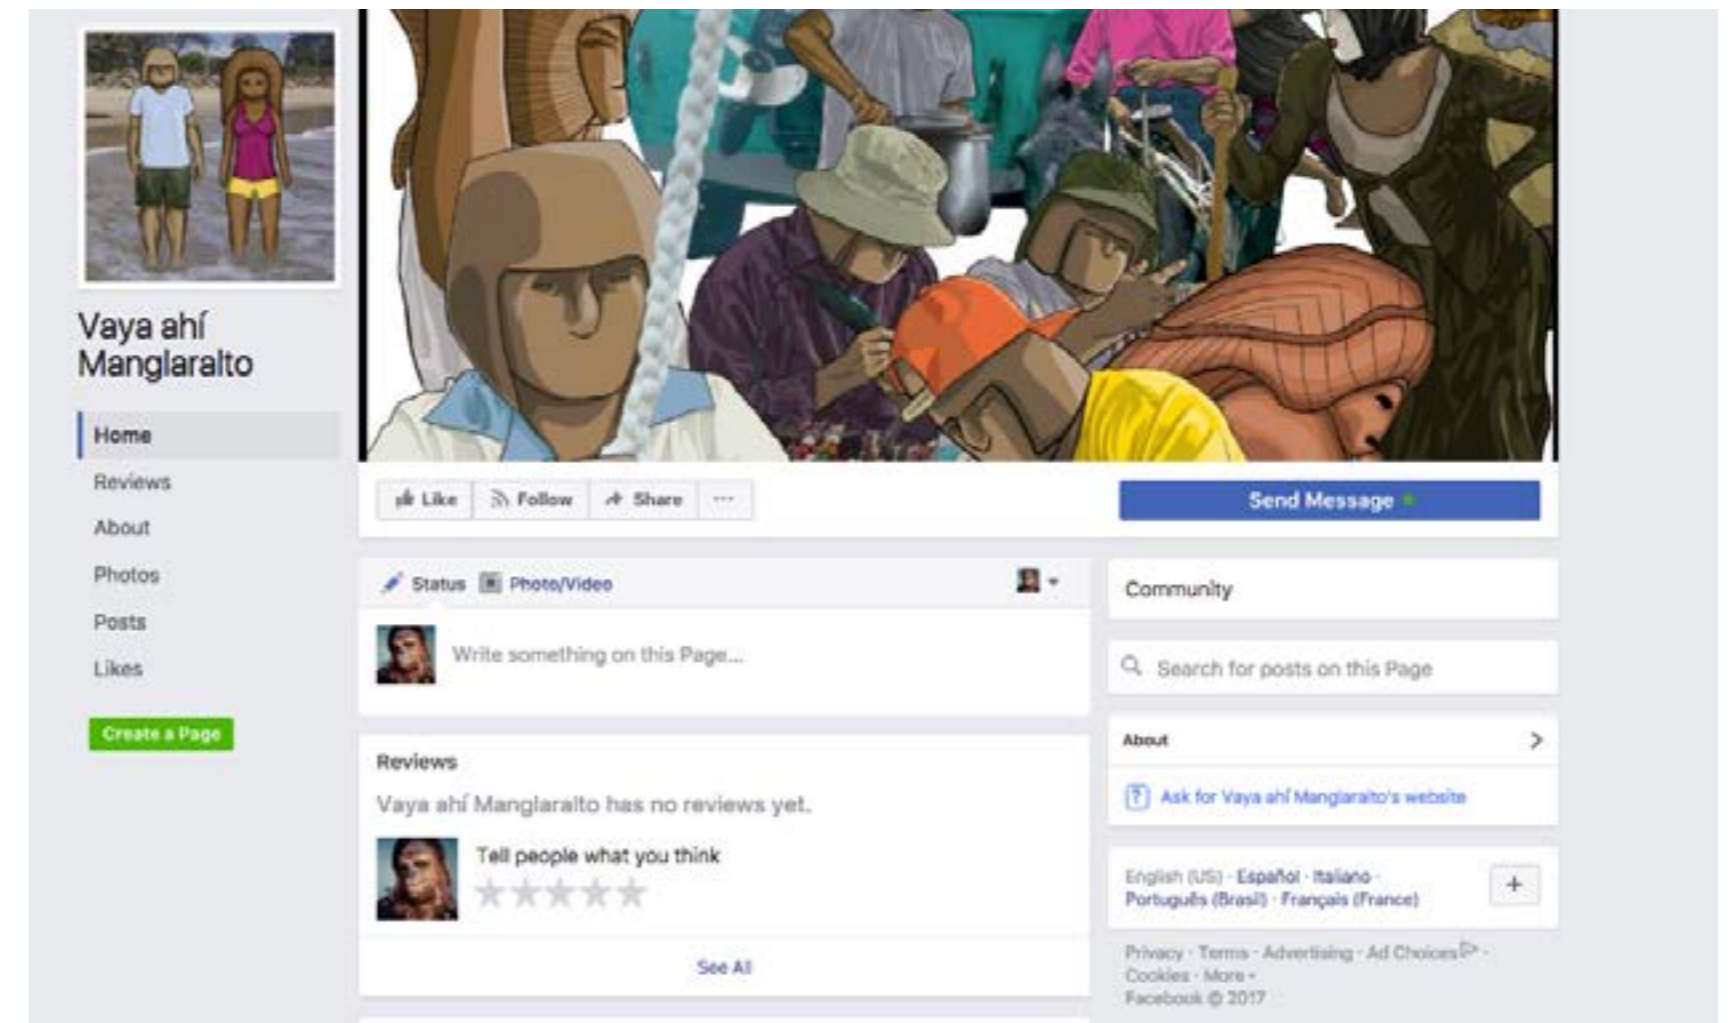 Vaya ahí
Manglaralto
Home
Reviews
About
Photos
Posts
Likes
Create a Page
Like Follow Share ...
Send Message
Status Photo/Video
Write something on this Page...
Reviews
Vaya ahí Manglaralto has no reviews yet.
Tell people what you think
See All
Community
Search for posts on this Page
About
? Ask for Vaya ahí Manglaralto's website
English (US) · Español · Italiano ·
Português (Brasil) · Français (France)
+
Privacy · Terms · Advertising · Ad Choices ·
Cookies · More
Facebook © 2017